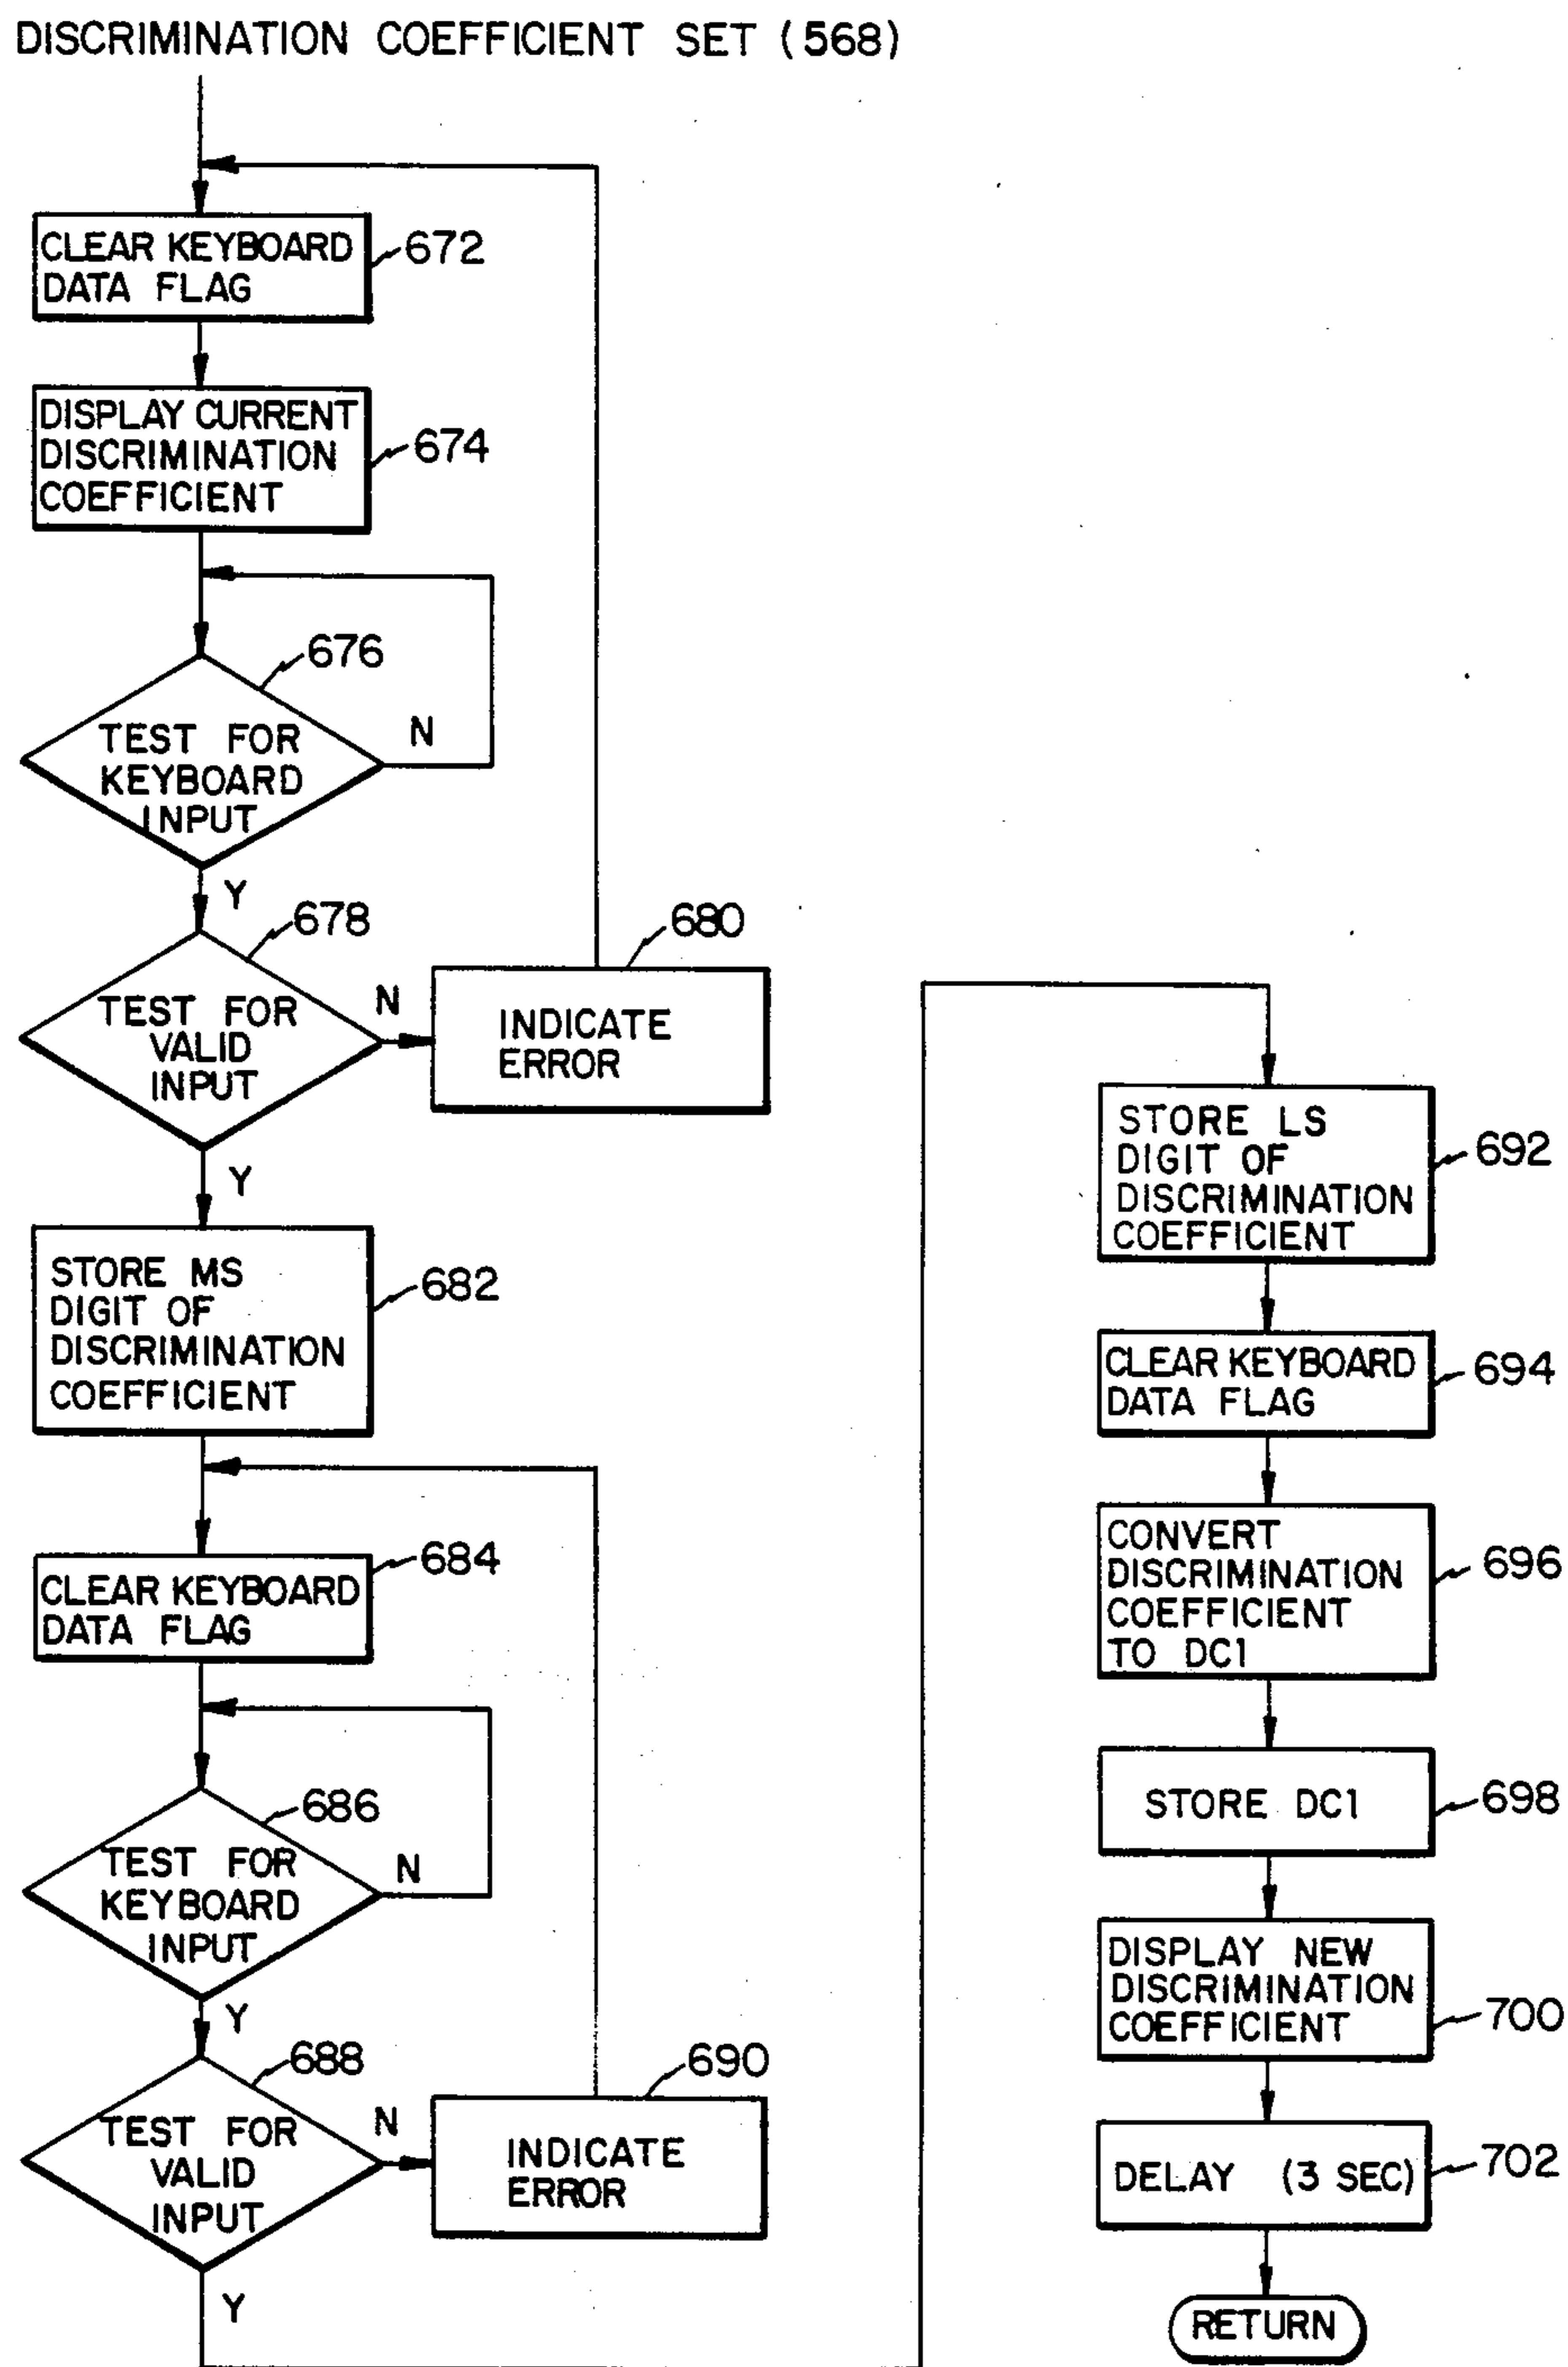 DISCRIMINATION COEFFICIENT SET (568)
CLEAR KEYBOARD
DATA FLAG
672
DISPLAY CURRENT
DISCRIMINATION
COEFFICIENT
674
676
TEST FOR
KEYBOARD
INPUT
N
Y
678
TEST FOR
VALID
INPUT
N
680
INDICATE
ERROR
Y
STORE MS
DIGIT OF
DISCRIMINATION
COEFFICIENT
682
CLEAR KEYBOARD
DATA FLAG
684
686
TEST FOR
KEYBOARD
INPUT
N
Y
688
TEST FOR
VALID
INPUT
N
690
INDICATE
ERROR
Y
STORE LS
DIGIT OF
DISCRIMINATION
COEFFICIENT
692
CLEAR KEYBOARD
DATA FLAG
694
CONVERT
DISCRIMINATION
COEFFICIENT
TO DC1
696
STORE DC1
698
DISPLAY NEW
DISCRIMINATION
COEFFICIENT
700
DELAY (3 SEC)
702
RETURN